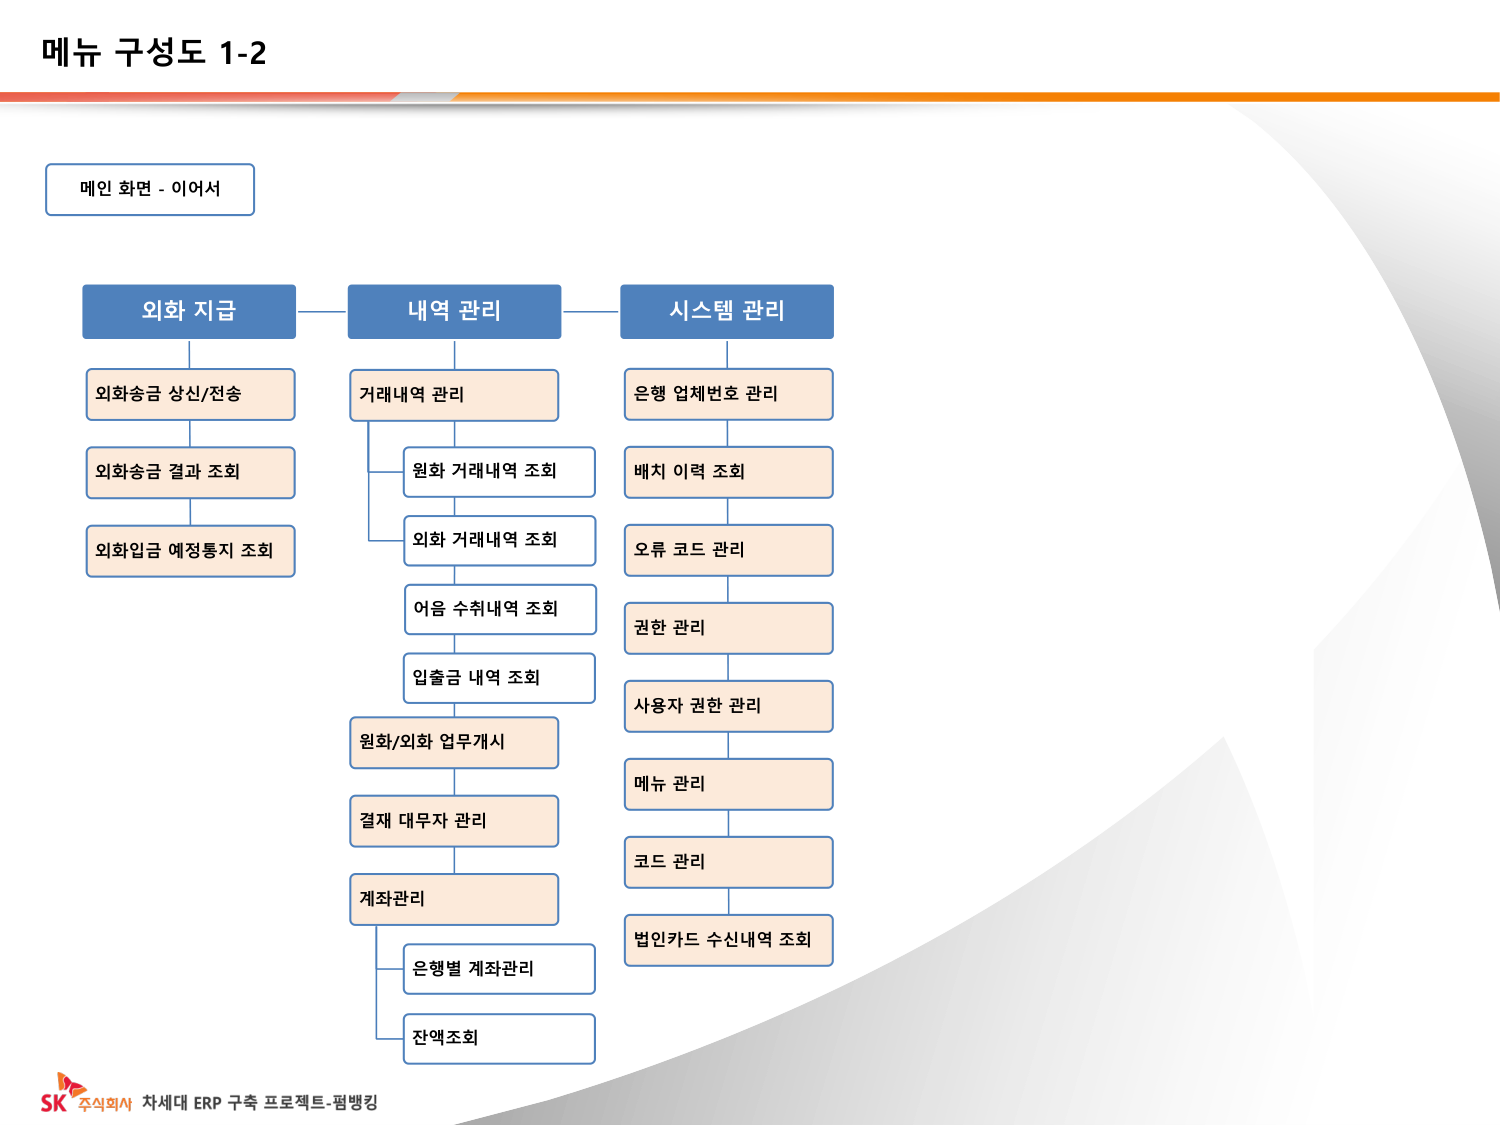 메뉴 구성도 1-2
메인 화면 - 이어서
외화 지급
외화송금 상신/전송
외화송금 결과 조회
외화입금 예정통지 조회
내역 관리
거래내역 관리
원화 거래내역 조회
외화 거래내역 조회
어음 수취내역 조회
입출금 내역 조회
원화/외화 업무개시
결재 대무자 관리
계좌관리
은행별 계좌관리
잔액조회
시스템 관리
은행 업체번호 관리
배치 이력 조회
오류 코드 관리
권한 관리
사용자 권한 관리
메뉴 관리
코드 관리
법인카드 수신내역 조회
SK 주식회사 차세대 ERP 구축 프로젝트-펌뱅킹